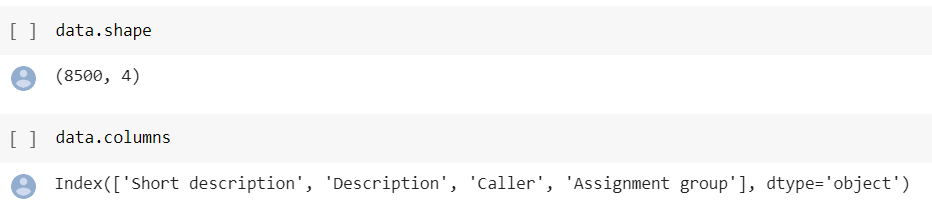 [ ] data.shape
(8500, 4)
[ ] data.columns
Index(['Short description', 'Description', 'Caller', 'Assignment group'], dtype='object')